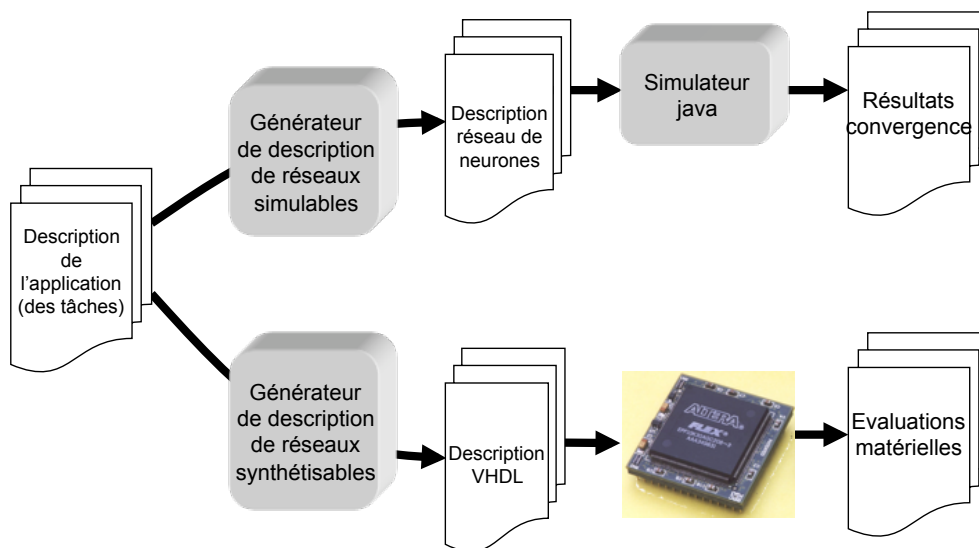 Description
de
l’application
(des tâches)
Générateur
de description
de réseaux
simulables
Description
réseau de
neurones
Simulateur
java
Résultats
convergence
Générateur
de description
de réseaux
synthétisables
Description
VHDL
ALTERA
FLEX
Evaluations
matérielles